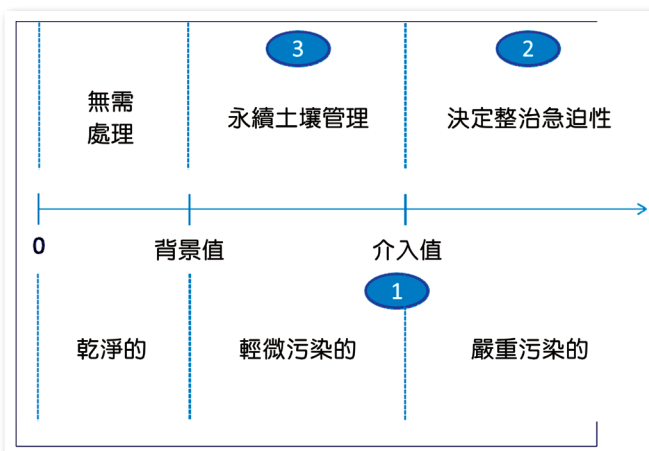 3
2
無需
處理
永續土壤管理
決定整治急迫性
0
背景值
介入值
1
乾淨的
輕微污染的
嚴重污染的